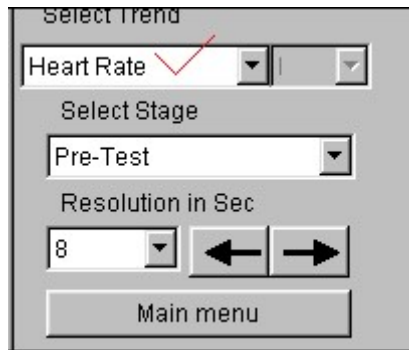 Select Trend
Heart Rate I
Select Stage
Pre-Test
Resolution in Sec
8
Main menu